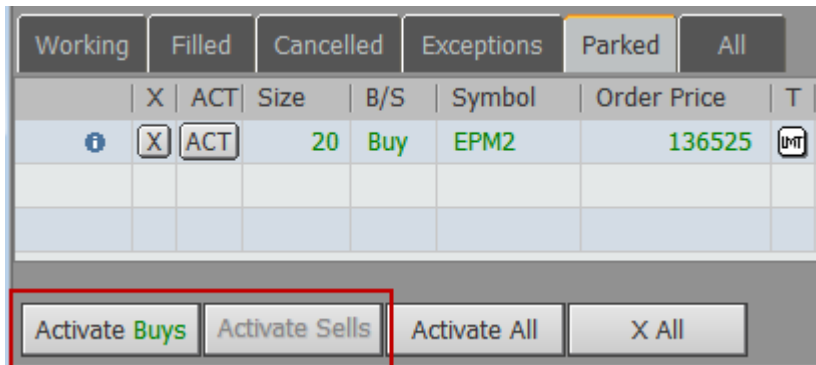 Working Filled Cancelled Exceptions Parked All
X ACT Size B/S Symbol Order Price T
i X ACT 20 Buy EPM2 136525 LMT
Activate Buys Activate Sells Activate All X All